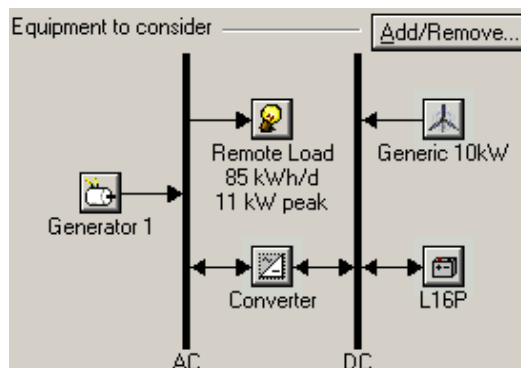 Equipment to consider
Add/Remove...
Remote Load
85 kWh/d
11 kW peak
Generic 10kW
Generator 1
Converter
L16P
AC
DC